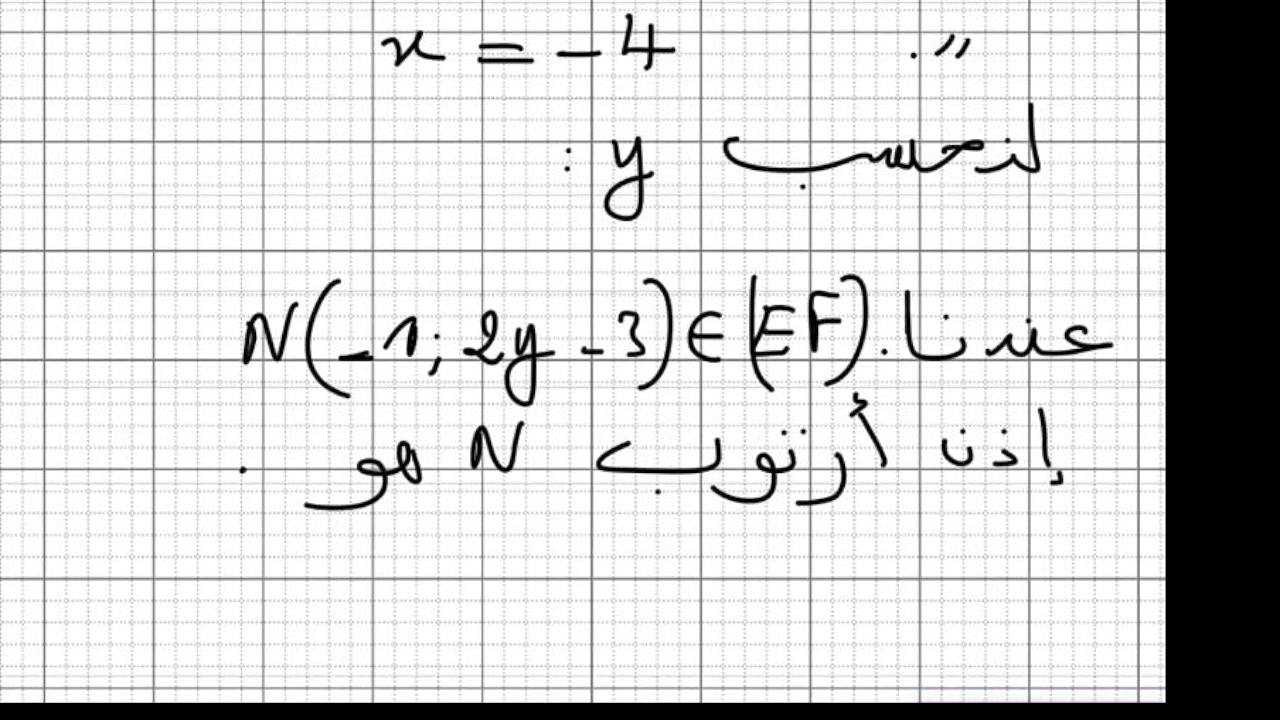 x = -4
لنحسب y :
عندنا. N(-1; 2y - 3) ∈ (EF)
إذن أرتوب N هو .